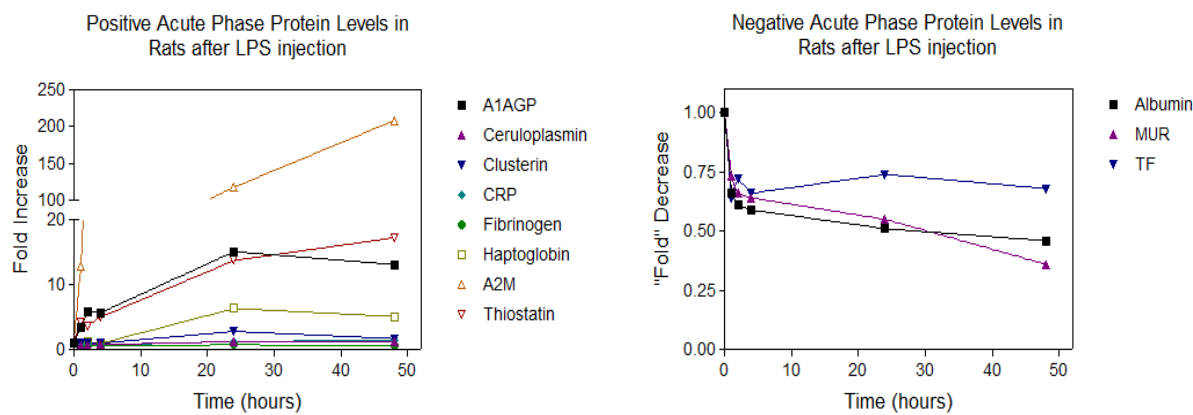 Positive Acute Phase Protein Levels in
Rats after LPS injection
Fold Increase
250
200
150
100
20
10
0
0
10
20
30
40
50
Time (hours)
A1AGP
Ceruloplasmin
Clusterin
CRP
Fibrinogen
Haptoglobin
A2M
Thiostatin
Negative Acute Phase Protein Levels in
Rats after LPS injection
"Fold" Decrease
1.00
0.75
0.50
0.25
0.00
0
10
20
30
40
50
Time (hours)
Albumin
MUR
TF